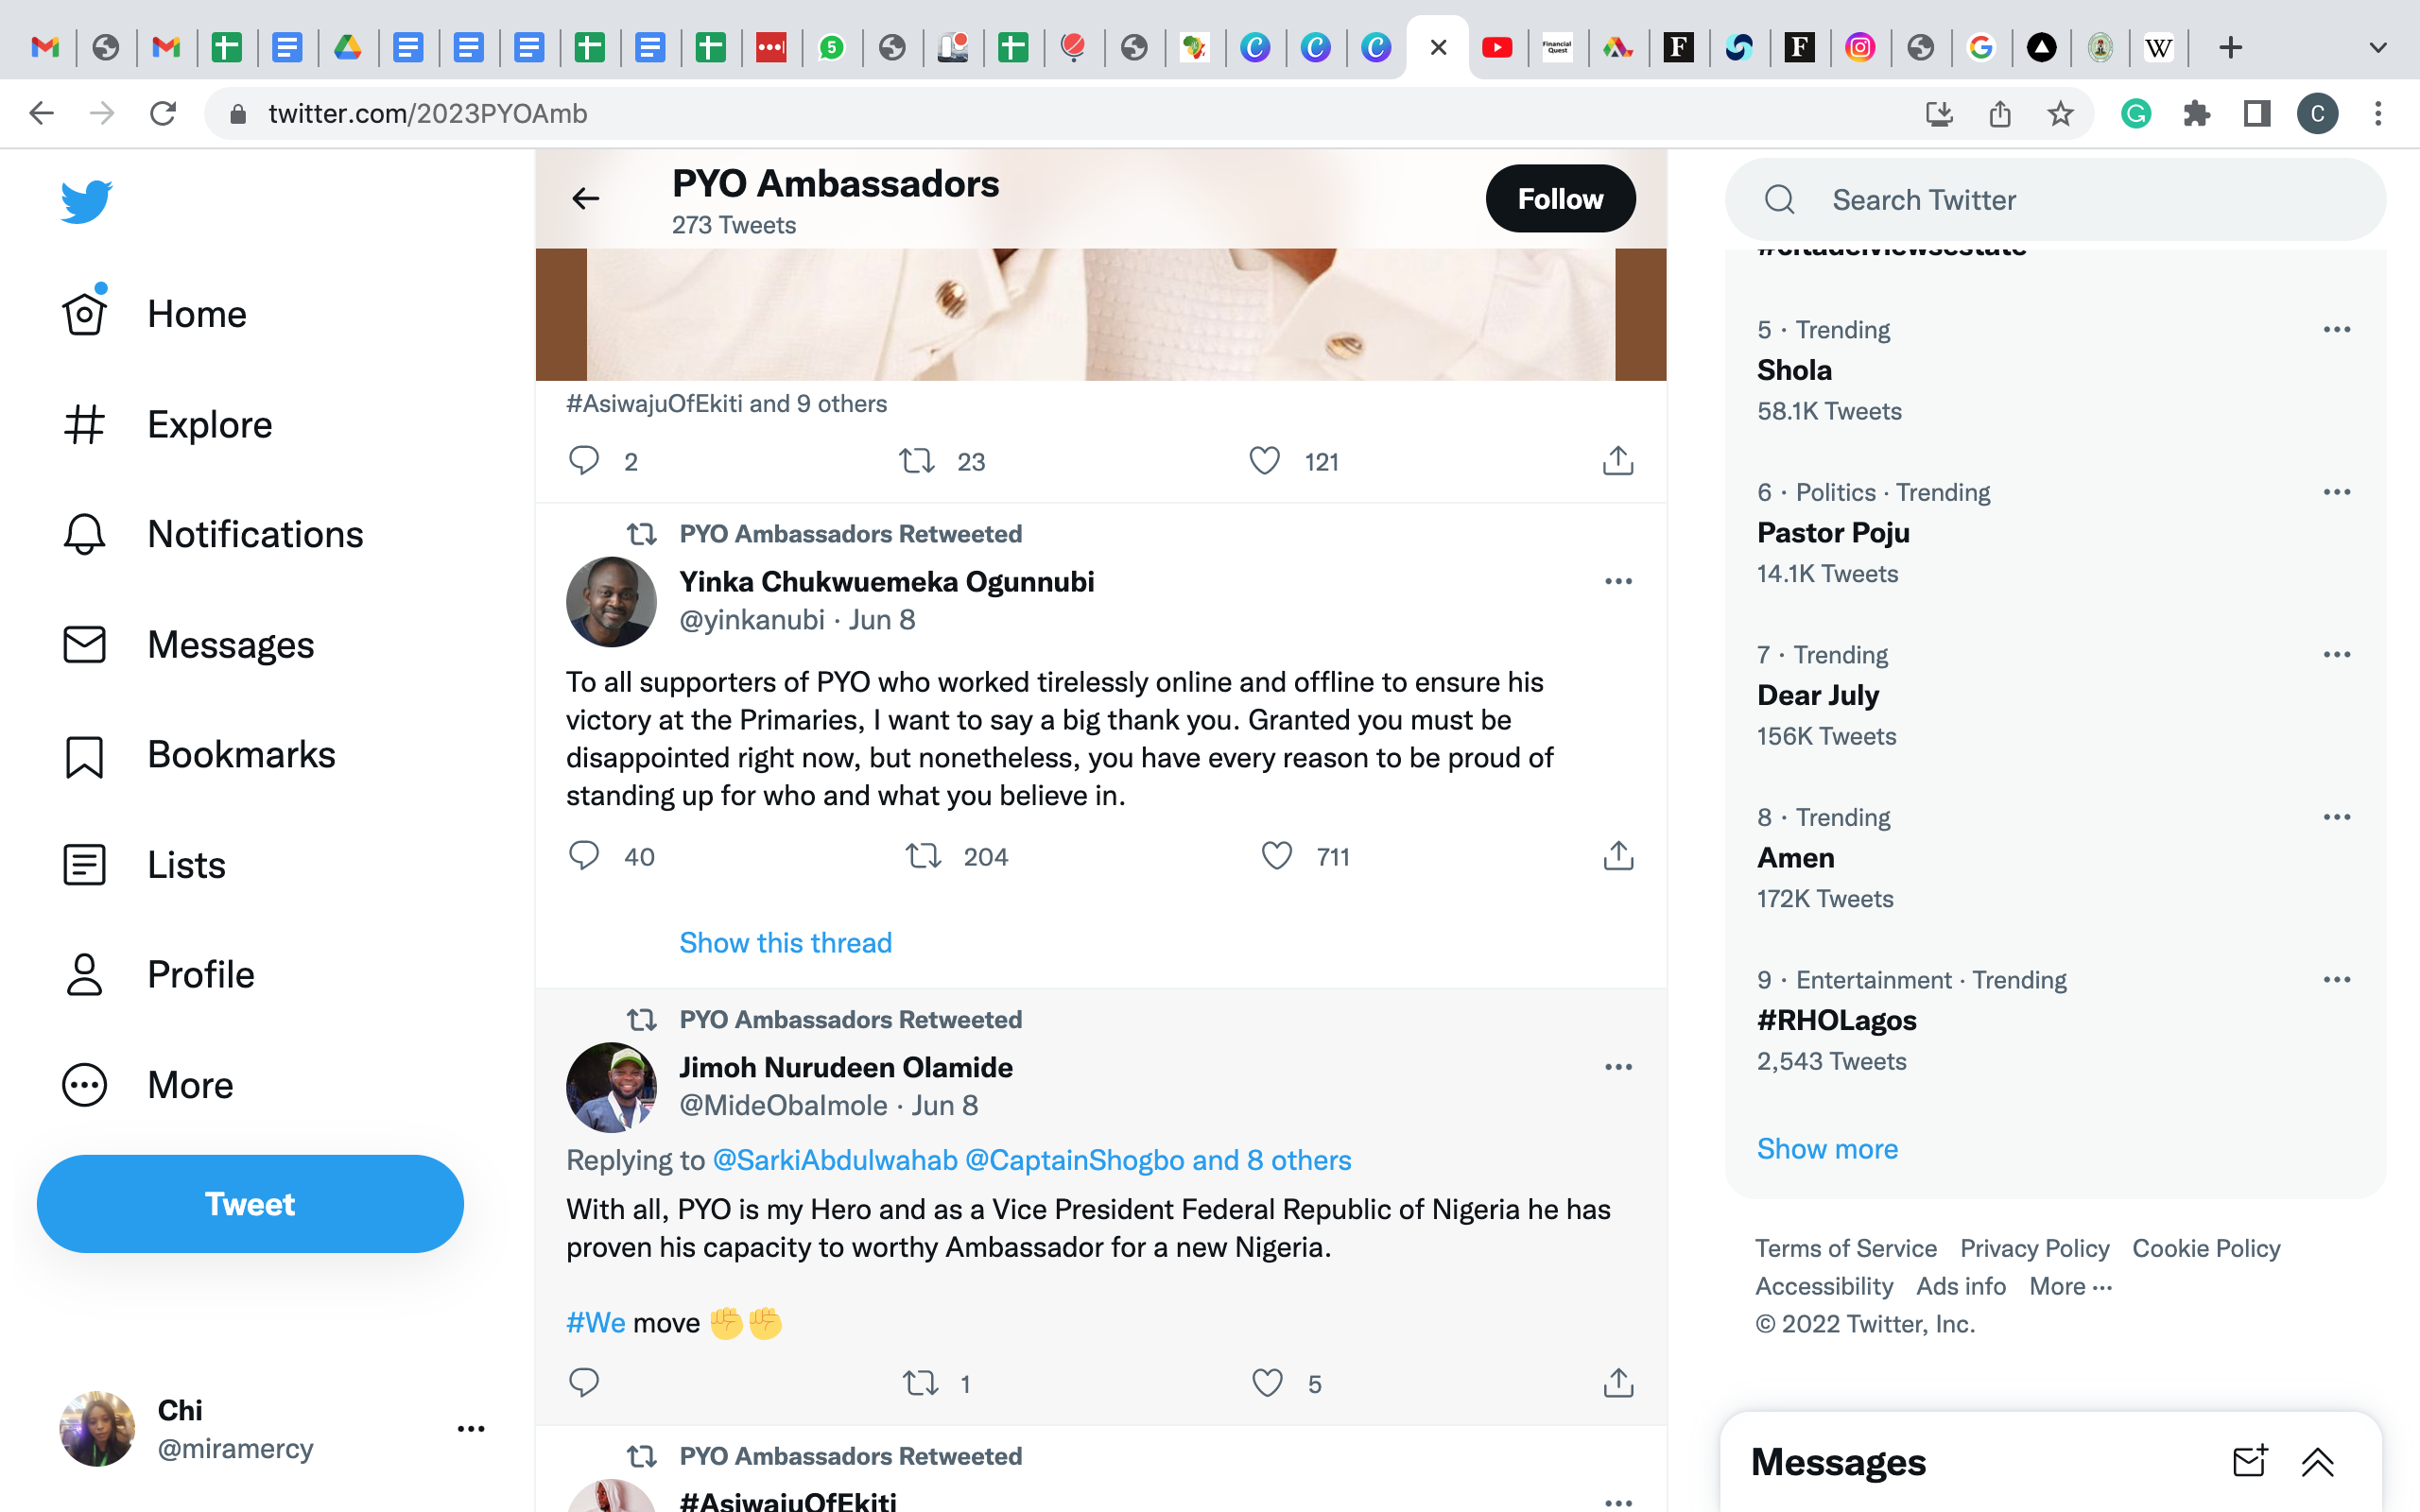 5
Financial Quest
F
F
G
W
twitter.com/2023PYOAmb
C
PYO Ambassadors
273 Tweets
Follow
Search Twitter
Home
Explore
Notifications
Messages
Bookmarks
Lists
Profile
More
Tweet
Chi
@miramercy
#AsiwajuOfEkiti and 9 others
2 23 121
PYO Ambassadors Retweeted
Yinka Chukwuemeka Ogunnubi
@yinkanubi · Jun 8
To all supporters of PYO who worked tirelessly online and offline to ensure his
victory at the Primaries, I want to say a big thank you. Granted you must be
disappointed right now, but nonetheless, you have every reason to be proud of
standing up for who and what you believe in.
40 204 711
Show this thread
PYO Ambassadors Retweeted
Jimoh Nurudeen Olamide
@MideObalmole · Jun 8
Replying to @SarkiAbdulwahab @CaptainShogbo and 8 others
With all, PYO is my Hero and as a Vice President Federal Republic of Nigeria he has
proven his capacity to worthy Ambassador for a new Nigeria.
#We move ✊✊
1 5
PYO Ambassadors Retweeted
#AsiwajuOfEkiti
#citadelviewsestate
5 · Trending
Shola
58.1K Tweets
6 · Politics · Trending
Pastor Poju
14.1K Tweets
7 · Trending
Dear July
156K Tweets
8 · Trending
Amen
172K Tweets
9 · Entertainment · Trending
#RHOLagos
2,543 Tweets
Show more
Terms of Service Privacy Policy Cookie Policy
Accessibility Ads info More ···
© 2022 Twitter, Inc.
Messages